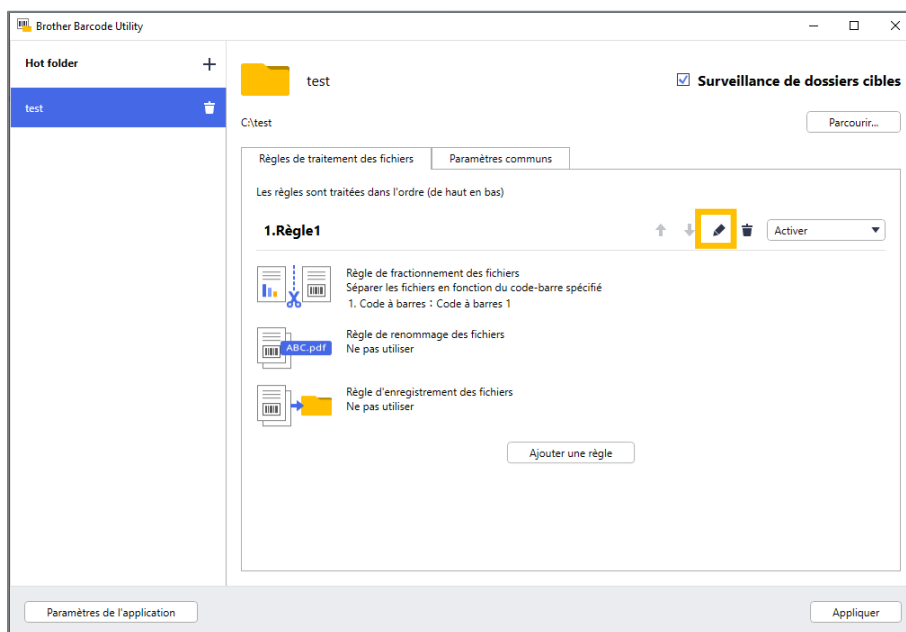 Brother Barcode Utility
Hot folder
test
test
Surveillance de dossiers cibles
C:\test
Parcourir...
Règles de traitement des fichiers
Paramètres communs
Les règles sont traitées dans l'ordre (de haut en bas)
1.Règle1
Activer
Règle de fractionnement des fichiers
Séparer les fichiers en fonction du code-barre spécifié
1. Code à barres : Code à barres 1
ABC.pdf
Règle de renommage des fichiers
Ne pas utiliser
Règle d'enregistrement des fichiers
Ne pas utiliser
Ajouter une règle
Paramètres de l'application
Appliquer